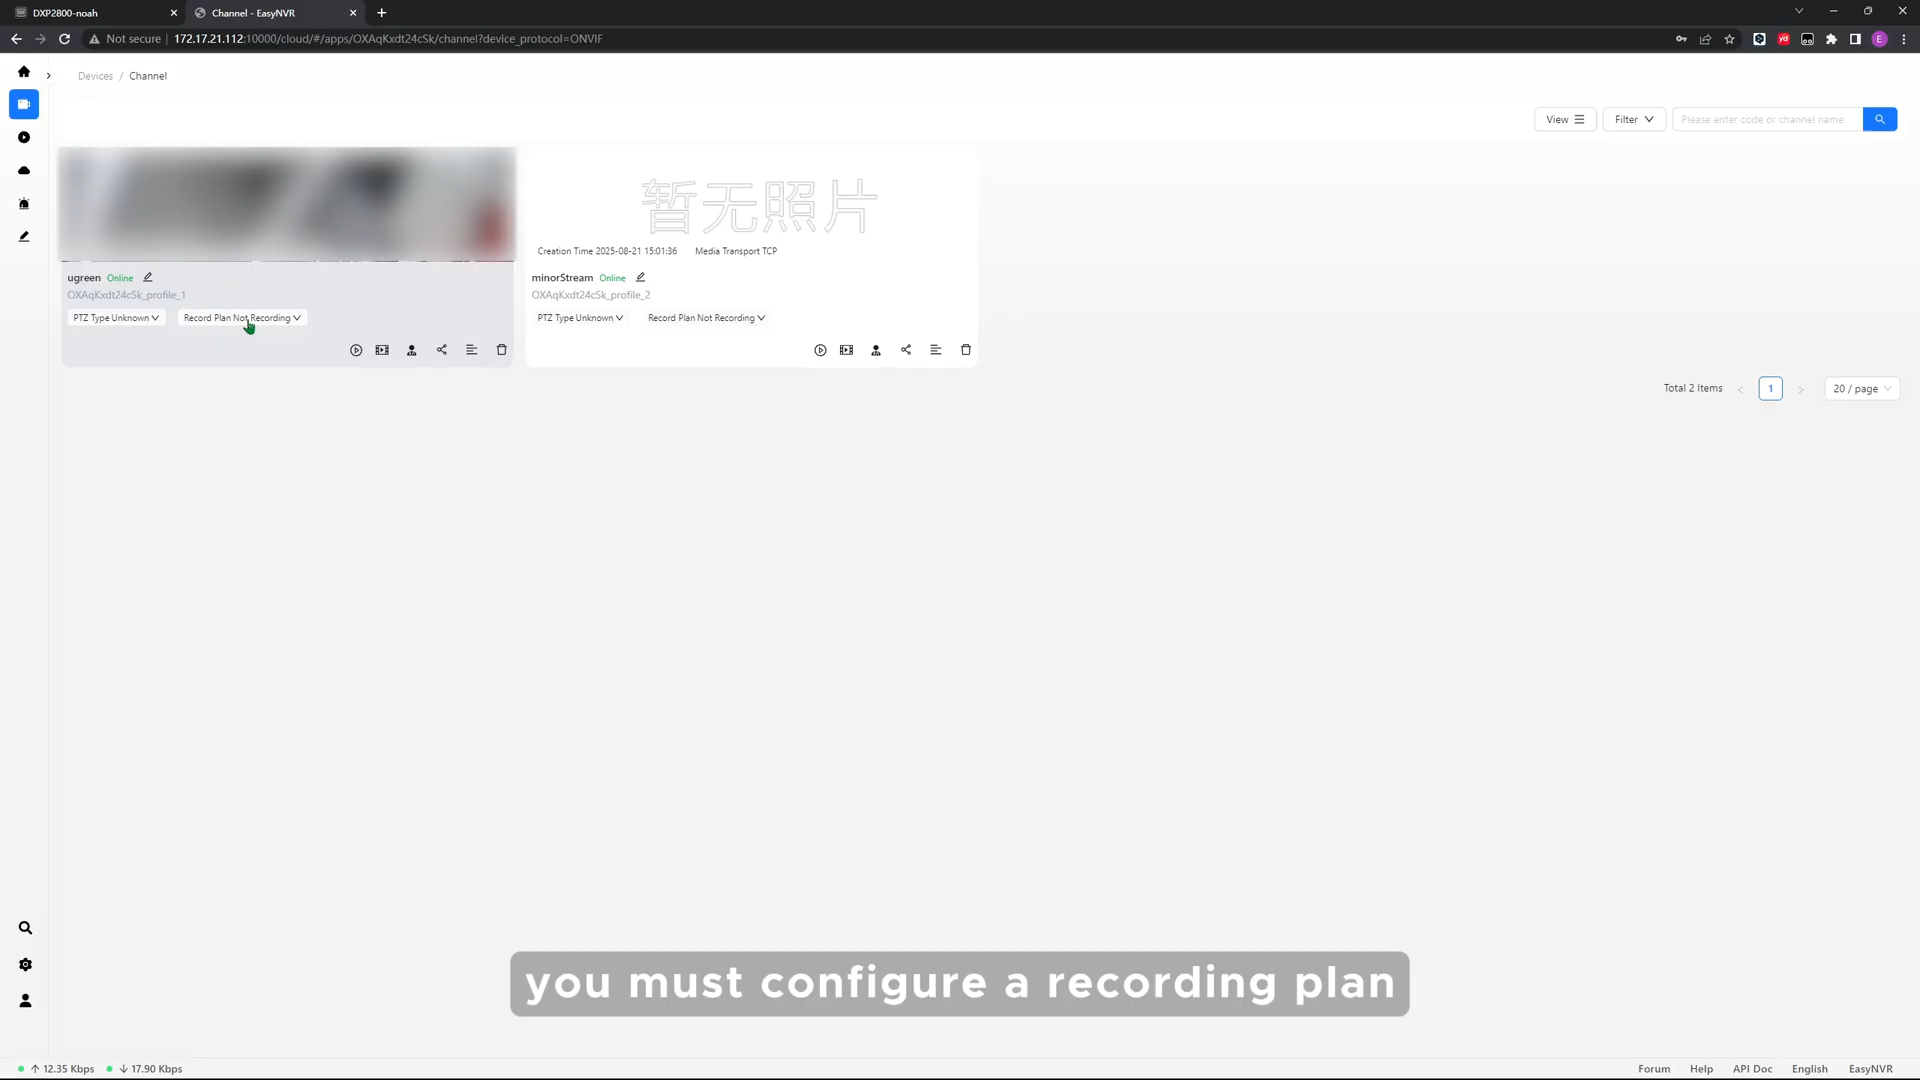 DXP2800-noah
Channel - EasyNVR
Not secure
172.17.21.112:10000/cloud/#/apps/OXAqKxdt24cSk/channel?device_protocol=ONVIF
Devices / Channel
View
Filter
Please enter code or channel name
暂无照片
Creation Time 2025-08-21 15:01:36 Media Transport TCP
ugreen Online
OXAqKxdt24cSk_profile_1
PTZ Type Unknown
Record Plan Not Recording
minorStream Online
OXAqKxdt24cSk_profile_2
PTZ Type Unknown
Record Plan Not Recording
Total 2 Items
1
20 / page
you must configure a recording plan
12.35 Kbps
17.90 Kbps
Forum
Help
API Doc
English
EasyNVR